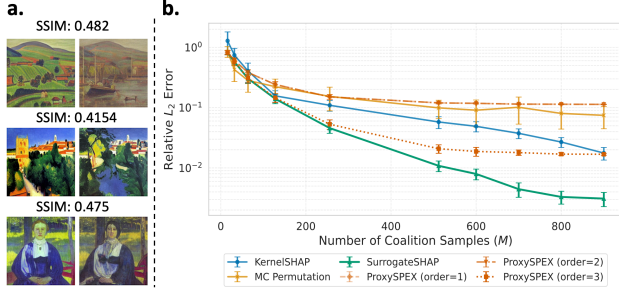 a.
SSIM: 0.482
SSIM: 0.4154
SSIM: 0.475
b.
Relative L₂ Error
10⁰
10⁻¹
10⁻²
0 200 400 600 800
Number of Coalition Samples (M)
KernelSHAP
MC Permutation
SurrogateSHAP
ProxySPEX (order=1)
ProxySPEX (order=2)
ProxySPEX (order=3)